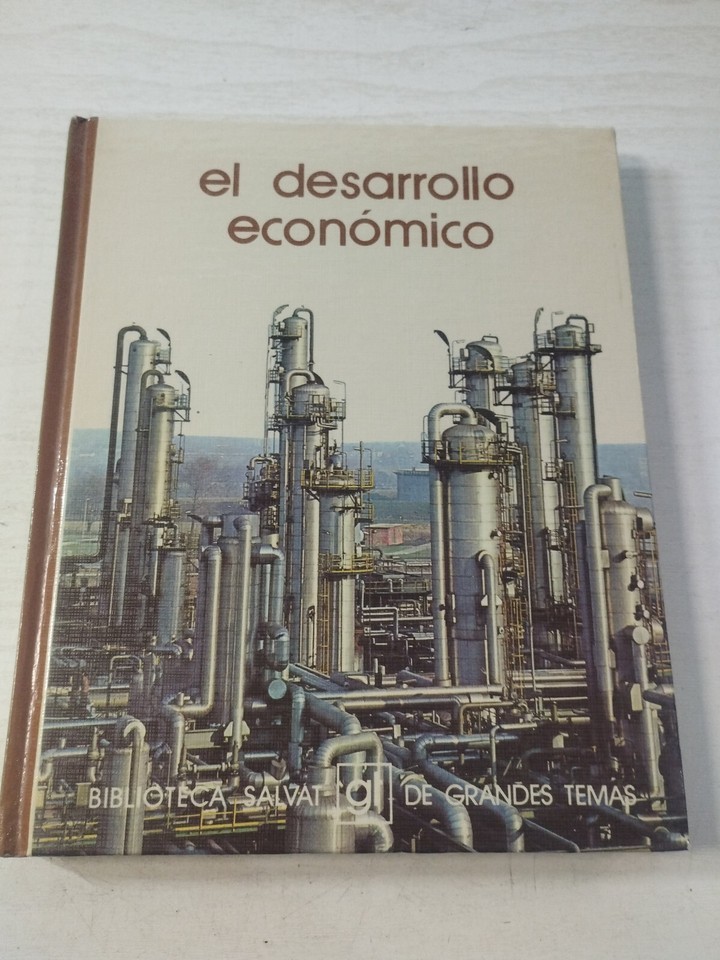 el desarrollo
económico
BIBLIOTECA SALVAT gt DE GRANDES TEMAS